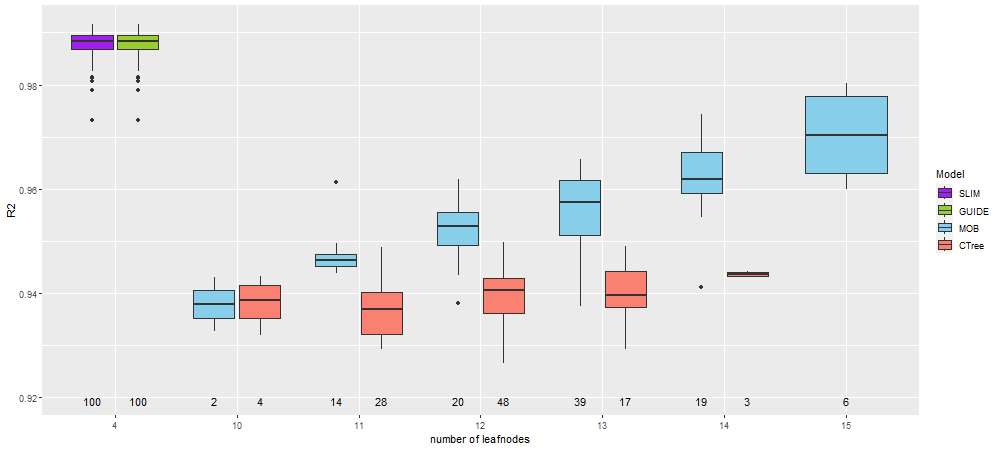 0.98
0.96
0.94
0.92
R2
100 100 2 4 14 28 20 48 39 17 19 3 6
4 10 11 12 13 14 15
number of leafnodes
Model
SLIM
GUIDE
MOB
CTree